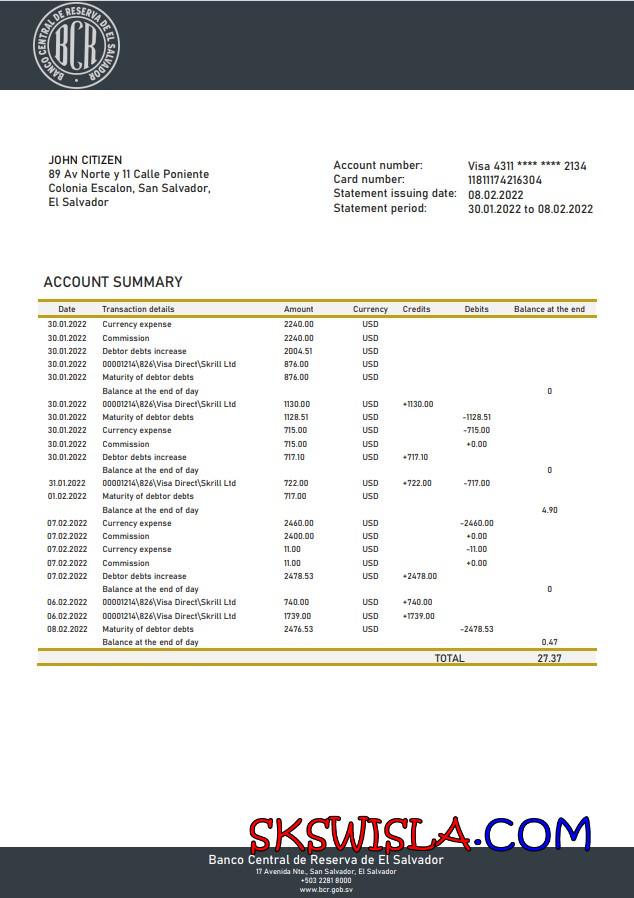 BANCO CENTRAL DE RESERVA DE EL SALVADOR
BCR
JOHN CITIZEN
89 Av Norte y 11 Calle Poniente
Colonia Escalon, San Salvador,
El Salvador
Account number: Visa 4311 **** **** 2134
Card number: 11811174216304
Statement issuing date: 08.02.2022
Statement period: 30.01.2022 to 08.02.2022
ACCOUNT SUMMARY
Date Transaction details Amount Currency Credits Debits Balance at the end
30.01.2022 Currency expense 2240.00 USD
30.01.2022 Commission 2240.00 USD
30.01.2022 Debtor debts increase 2004.51 USD
30.01.2022 00001214\826\Visa Direct\Skrill Ltd 876.00 USD
30.01.2022 Maturity of debtor debts 876.00 USD
Balance at the end of day 0
30.01.2022 00001214\826\Visa Direct\Skrill Ltd 1130.00 USD +1130.00
30.01.2022 Maturity of debtor debts 1128.51 USD -1128.51
30.01.2022 Currency expense 715.00 USD -715.00
30.01.2022 Commission 715.00 USD +0.00
30.01.2022 Debtor debts increase 717.10 USD +717.10
Balance at the end of day 0
31.01.2022 00001214\826\Visa Direct\Skrill Ltd 722.00 USD +722.00 -717.00
01.02.2022 Maturity of debtor debts 717.00 USD
Balance at the end of day 4.90
07.02.2022 Currency expense 2460.00 USD -2460.00
07.02.2022 Commission 2400.00 USD +0.00
07.02.2022 Currency expense 11.00 USD -11.00
07.02.2022 Commission 11.00 USD +0.00
07.02.2022 Debtor debts increase 2478.53 USD +2478.00
Balance at the end of day 0
06.02.2022 00001214\826\Visa Direct\Skrill Ltd 740.00 USD +740.00
06.02.2022 00001214\826\Visa Direct\Skrill Ltd 1739.00 USD +1739.00
08.02.2022 Maturity of debtor debts 2476.53 USD -2478.53
Balance at the end of day 0.47
TOTAL 27.37
SKSWISLA.COM
Banco Central de Reserva de El Salvador
17 Avenida Nte., San Salvador, El Salvador
+503 2281 8000
www.bcr.gob.sv